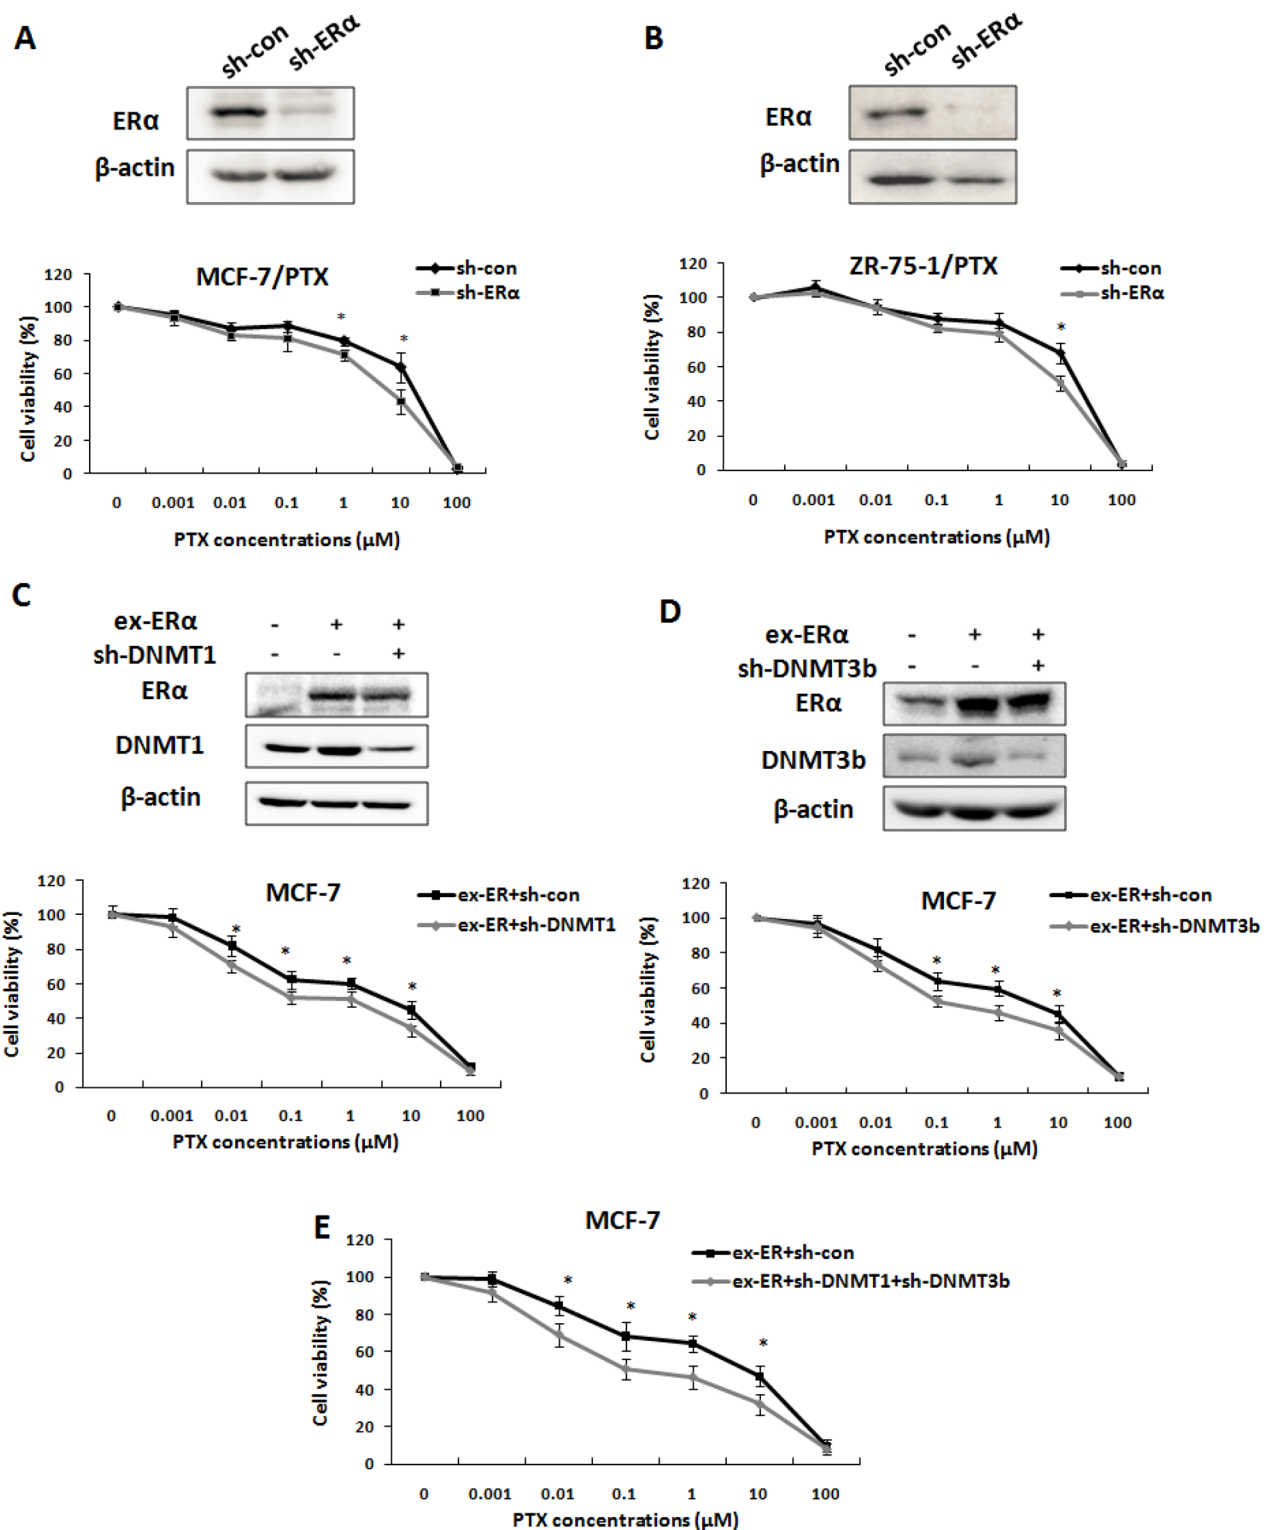 A
sh-con sh-ERα
ERα
β-actin
MCF-7/PTX
sh-con
sh-ERα
Cell viability (%)
120
100
80
60
40
20
0
* *
0 0.001 0.01 0.1 1 10 100
PTX concentrations (μM)
B
sh-con sh-ERα
ERα
β-actin
ZR-75-1/PTX
sh-con
sh-ERα
Cell viability (%)
120
100
80
60
40
20
0
*
0 0.001 0.01 0.1 1 10 100
PTX concentrations (μM)
C
ex-ERα - + +
sh-DNMT1 - - +
ERα
DNMT1
β-actin
MCF-7
ex-ER+sh-con
ex-ER+sh-DNMT1
Cell viability (%)
120
100
80
60
40
20
0
* * * *
0 0.001 0.01 0.1 1 10 100
PTX concentrations (μM)
D
ex-ERα - + +
sh-DNMT3b - - +
ERα
DNMT3b
β-actin
MCF-7
ex-ER+sh-con
ex-ER+sh-DNMT3b
Cell viability (%)
120
100
80
60
40
20
0
* * *
0 0.001 0.01 0.1 1 10 100
PTX concentrations (μM)
E
MCF-7
ex-ER+sh-con
ex-ER+sh-DNMT1+sh-DNMT3b
Cell viability (%)
120
100
80
60
40
20
0
* * * *
0 0.001 0.01 0.1 1 10 100
PTX concentrations (μM)